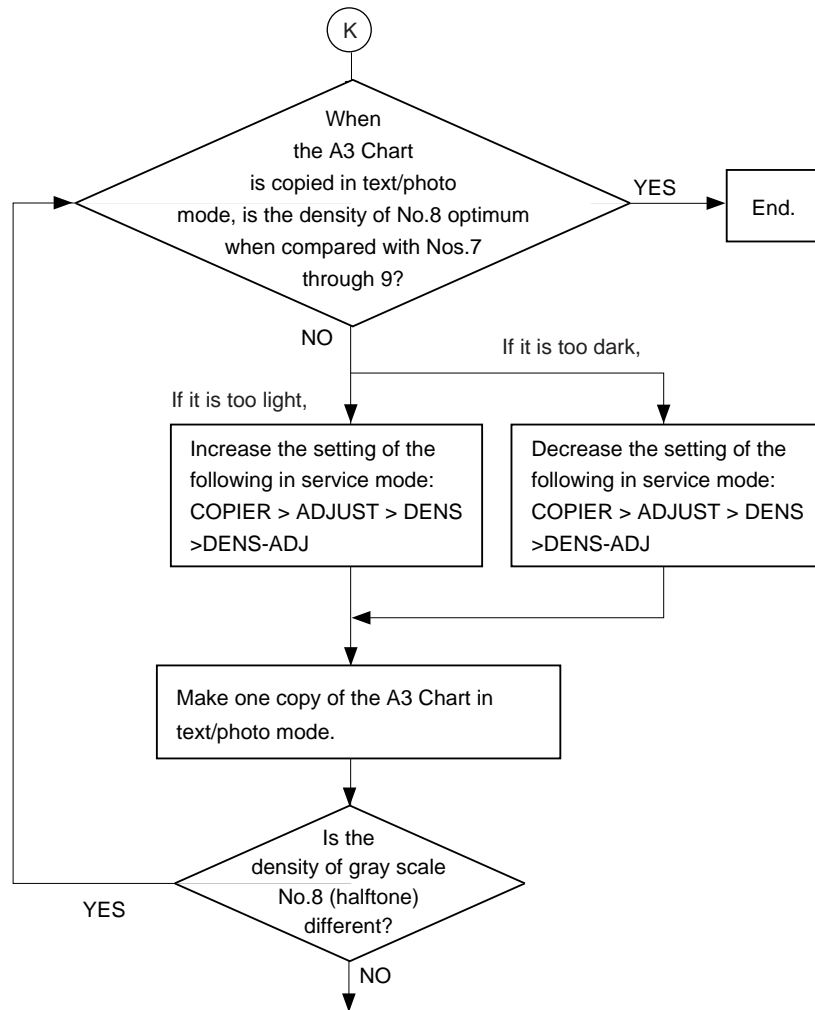 K
When
the A3 Chart
is copied in text/photo
mode, is the density of No.8 optimum
when compared with Nos.7
through 9?
YES
End.
NO
If it is too dark,
If it is too light,
Increase the setting of the
following in service mode:
COPIER > ADJUST > DENS
>DENS-ADJ
Decrease the setting of the
following in service mode:
COPIER > ADJUST > DENS
>DENS-ADJ
Make one copy of the A3 Chart in
text/photo mode.
Is the
density of gray scale
No.8 (halftone)
different?
YES
NO